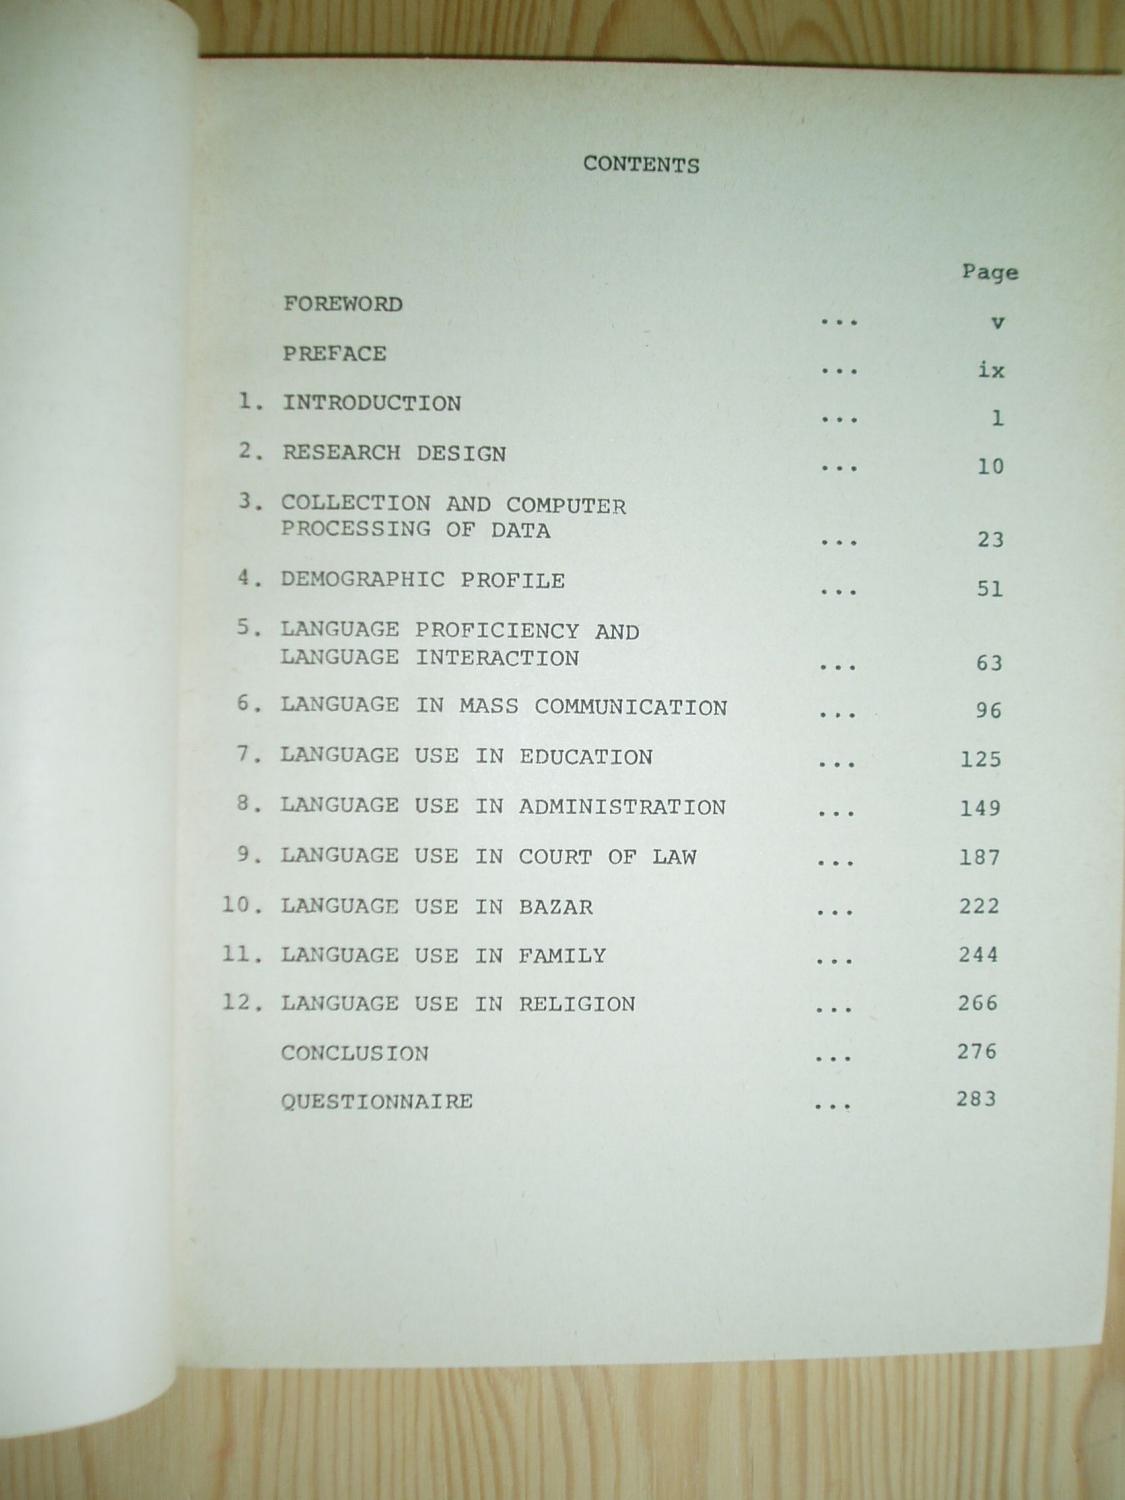 CONTENTS
Page
FOREWORD ... v
PREFACE ... ix
1. INTRODUCTION ... 1
2. RESEARCH DESIGN ... 10
3. COLLECTION AND COMPUTER
PROCESSING OF DATA ... 23
4. DEMOGRAPHIC PROFILE ... 51
5. LANGUAGE PROFICIENCY AND
LANGUAGE INTERACTION ... 63
6. LANGUAGE IN MASS COMMUNICATION ... 96
7. LANGUAGE USE IN EDUCATION ... 125
8. LANGUAGE USE IN ADMINISTRATION ... 149
9. LANGUAGE USE IN COURT OF LAW ... 187
10. LANGUAGE USE IN BAZAR ... 222
11. LANGUAGE USE IN FAMILY ... 244
12. LANGUAGE USE IN RELIGION ... 266
CONCLUSION ... 276
QUESTIONNAIRE ... 283